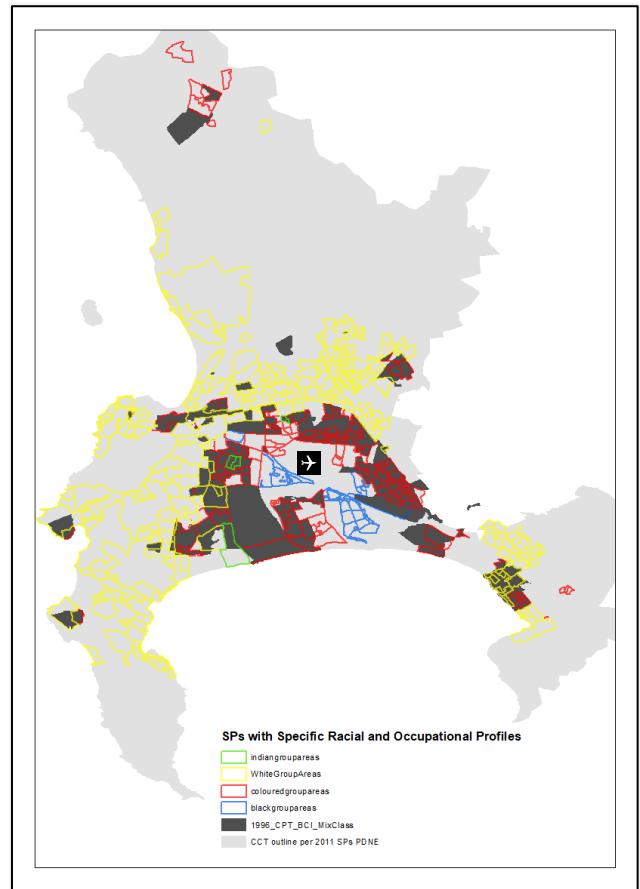 SPs with Specific Racial and Occupational Profiles
indiangroupareas
WhiteGroupAreas
colouredgroupareas
blackgroupareas
1996_CPT_BCI_MixClass
CCT outline per 2011 SPs PDNE